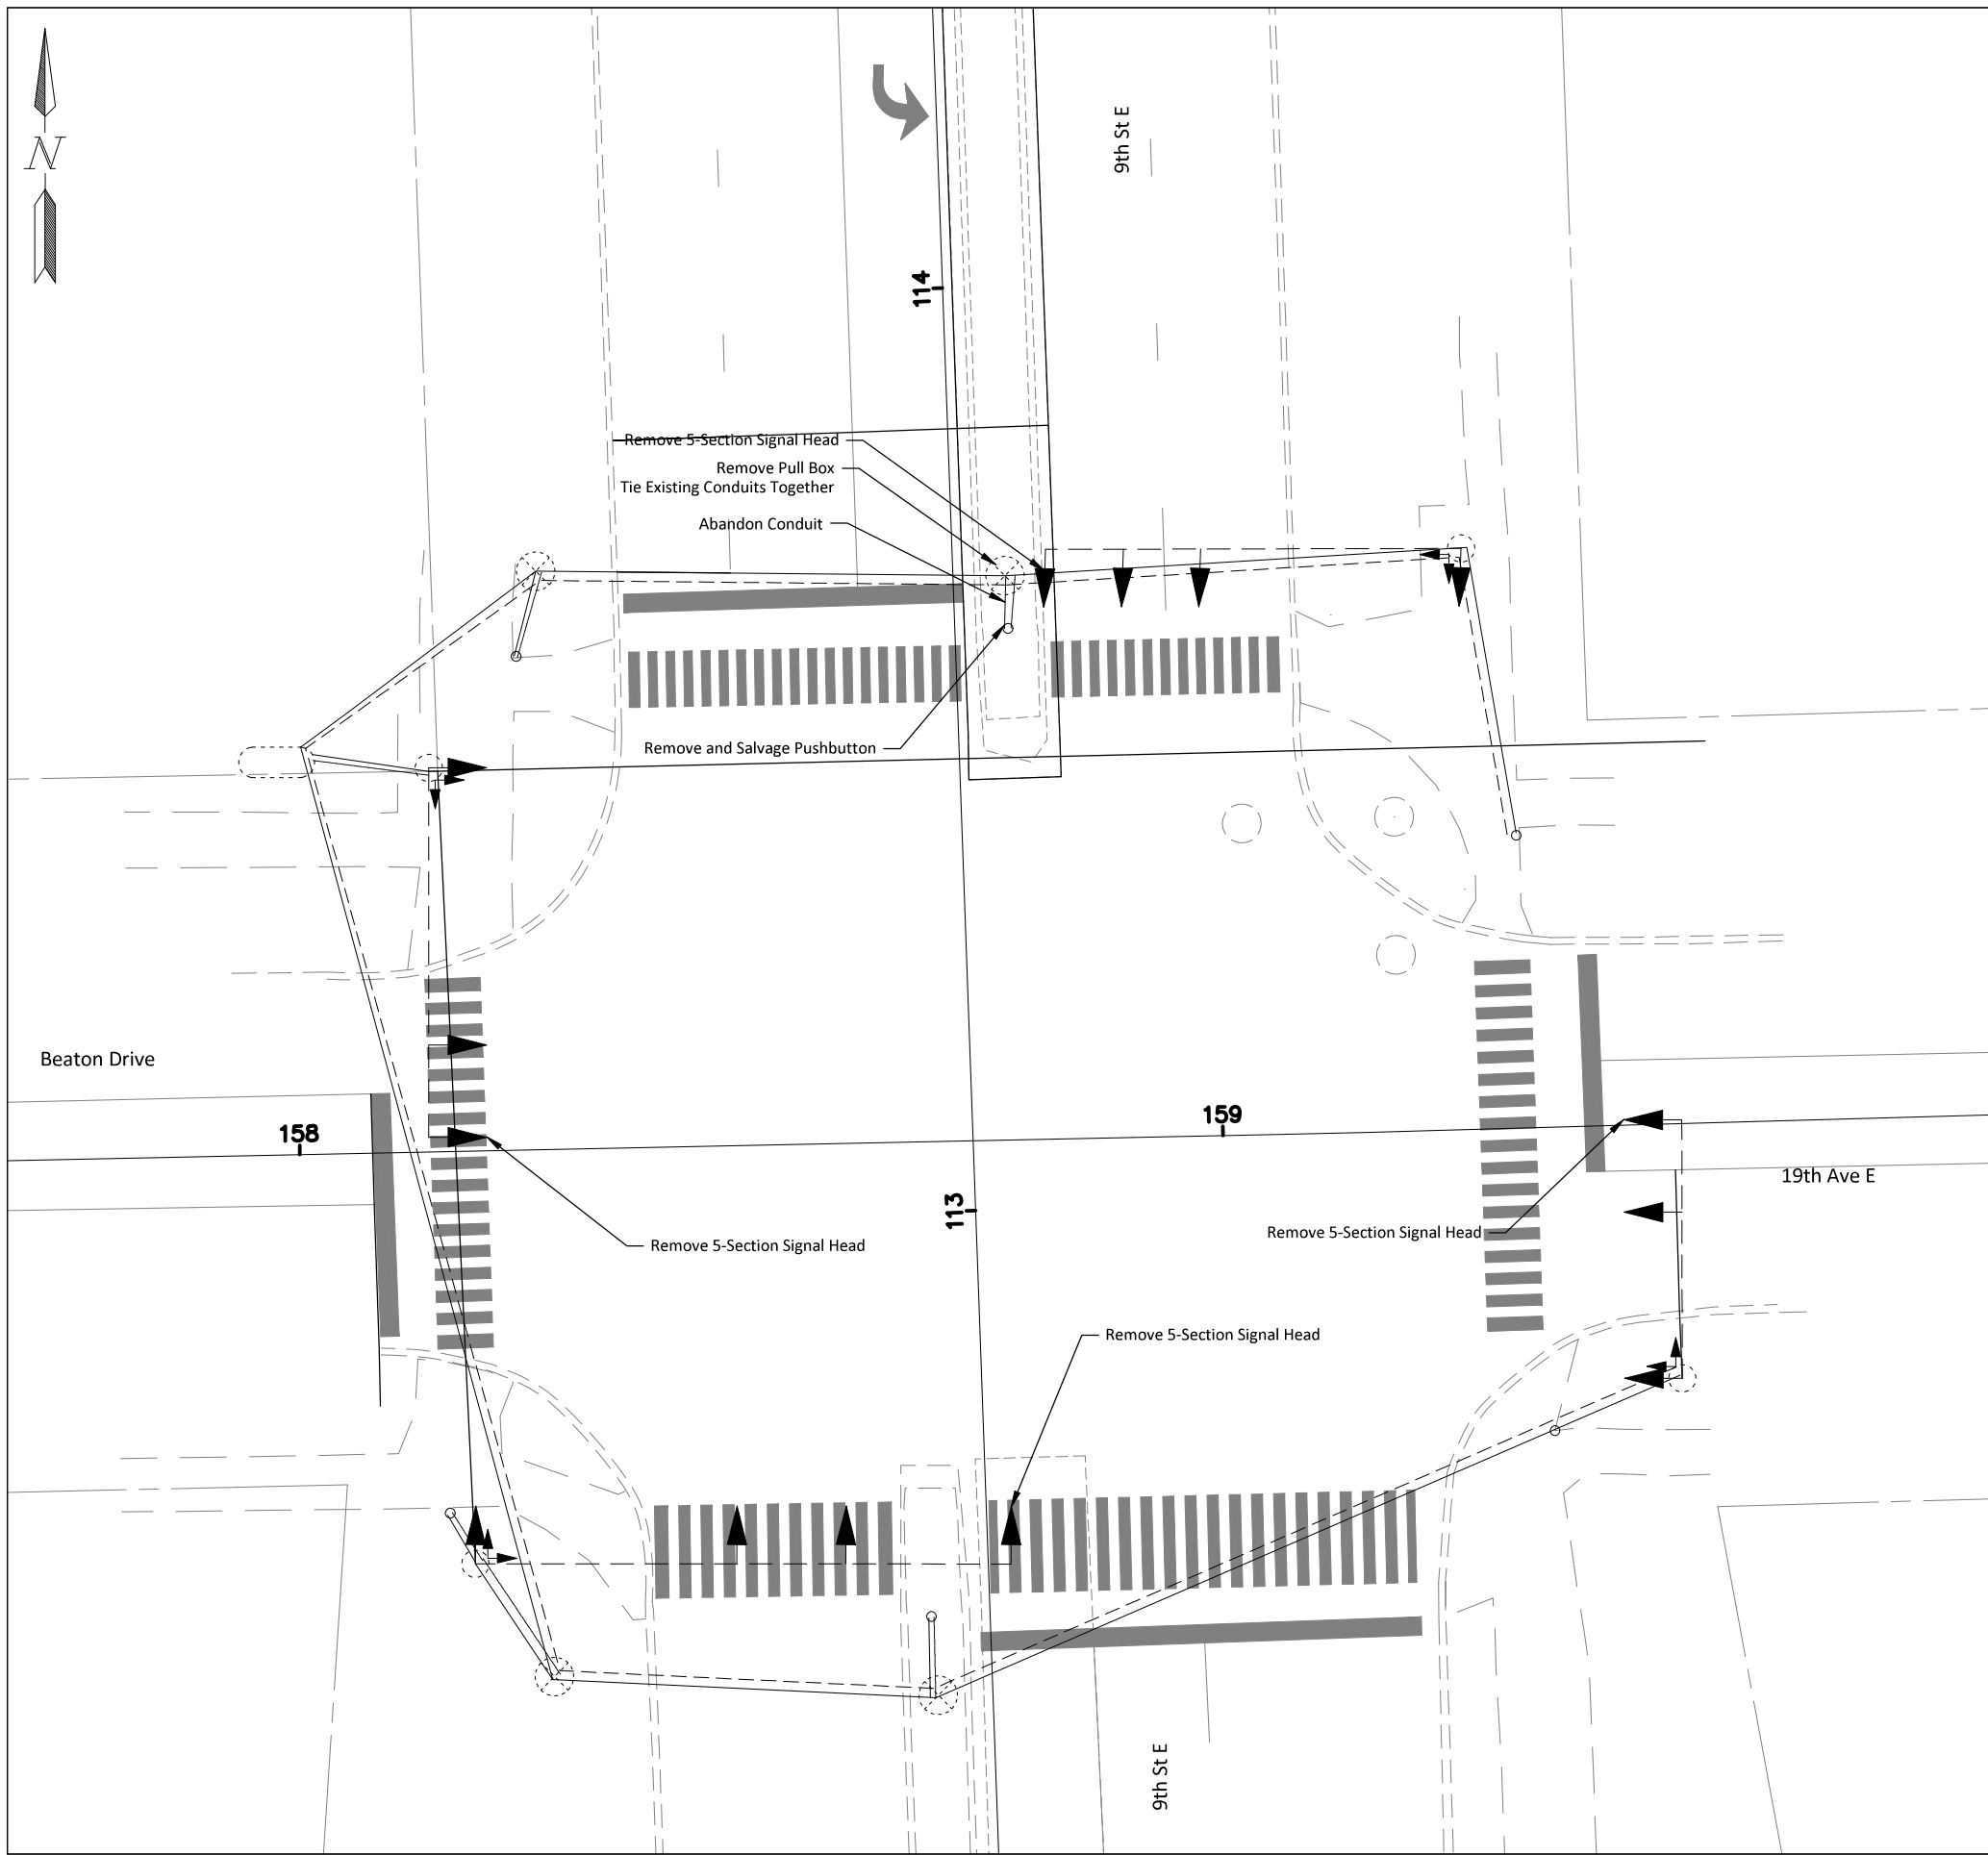 N
9th St E
114
Remove 5-Section Signal Head
Remove Pull Box
Tie Existing Conduits Together
Abandon Conduit
Remove and Salvage Pushbutton
Beaton Drive
158
159
19th Ave E
113
Remove 5-Section Signal Head
Remove 5-Section Signal Head
Remove 5-Section Signal Head
9th St E